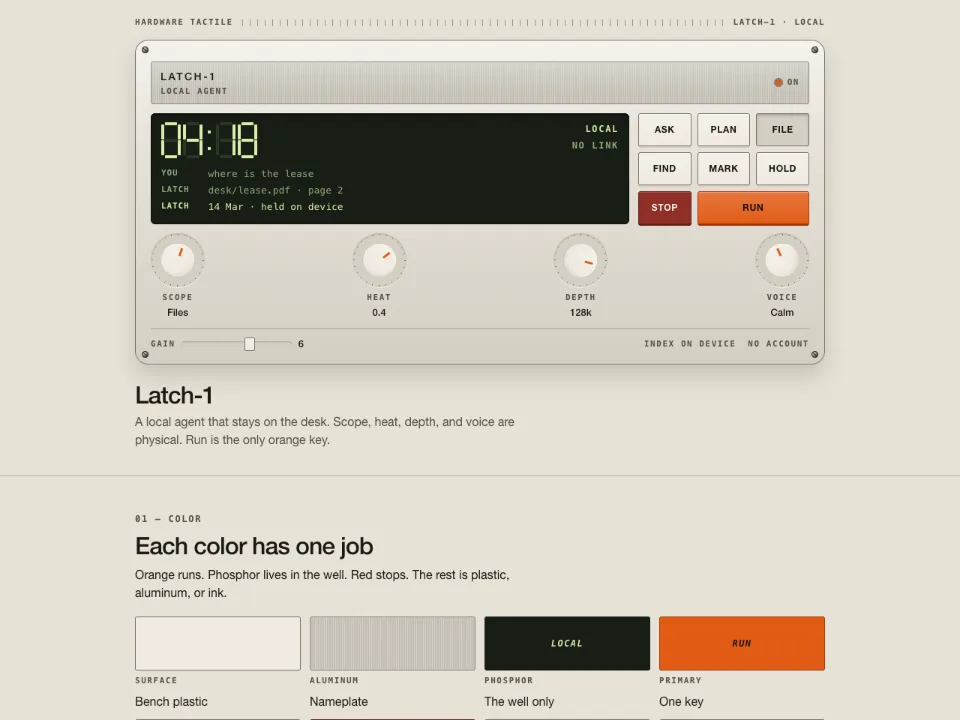 HARDWARE TACTILE
LATCH-1 · LOCAL
LATCH-1
LOCAL AGENT
ON
04:18
LOCAL
NO LINK
YOU where is the lease
LATCH desk/lease.pdf · page 2
LATCH 14 Mar · held on device
ASK PLAN FILE
FIND MARK HOLD
STOP RUN
SCOPE HEAT DEPTH VOICE
Files 0.4 128k Calm
GAIN 6
INDEX ON DEVICE NO ACCOUNT
Latch-1
A local agent that stays on the desk. Scope, heat, depth, and voice are
physical. Run is the only orange key.
01 — COLOR
Each color has one job
Orange runs. Phosphor lives in the well. Red stops. The rest is plastic,
aluminum, or ink.
LOCAL RUN
SURFACE ALUMINUM PHOSPHOR PRIMARY
Bench plastic Nameplate The well only One key